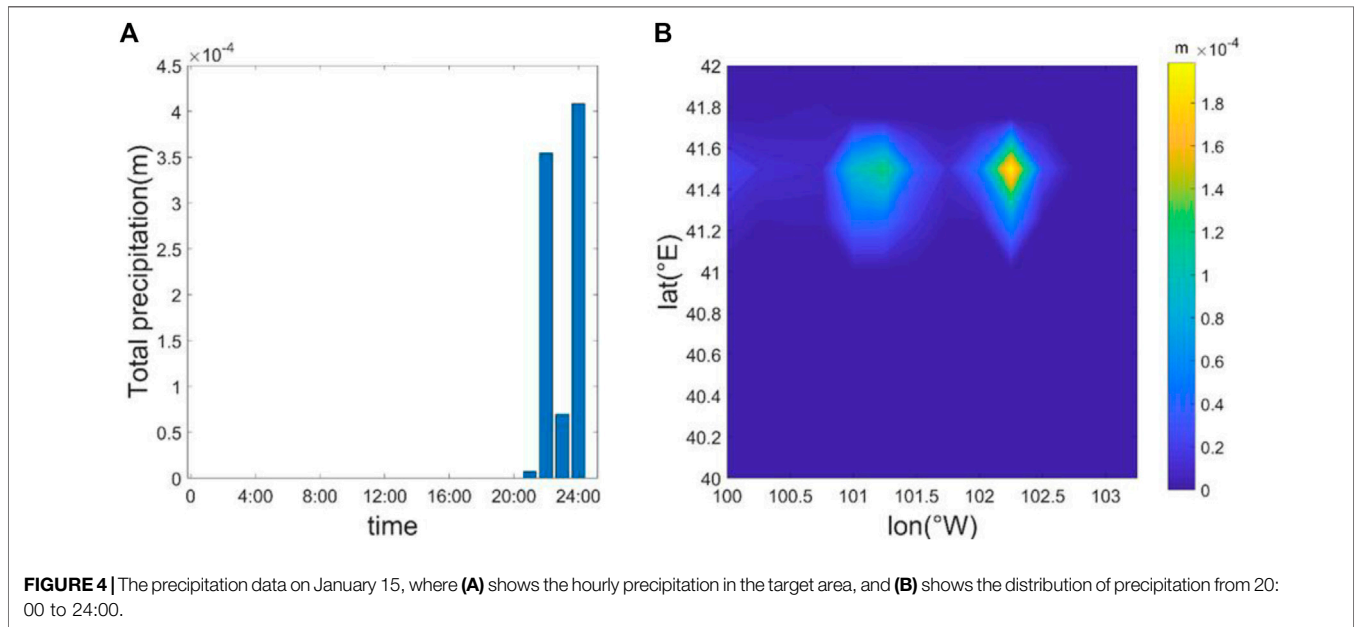 A
×10-4
4.5
4
3.5
3
2.5
2
1.5
1
0.5
0
Total precipitation(m)
0 4:00 8:00 12:00 16:00 20:00 24:00
time
B
42
41.8
41.6
41.4
41.2
41
40.8
40.6
40.4
40.2
40
lat(°E)
100 100.5 101 101.5 102 102.5 103
lon(°W)
m ×10-4
1.8
1.6
1.4
1.2
1
0.8
0.6
0.4
0.2
0
FIGURE 4 | The precipitation data on January 15, where (A) shows the hourly precipitation in the target area, and (B) shows the distribution of precipitation from 20:
00 to 24:00.